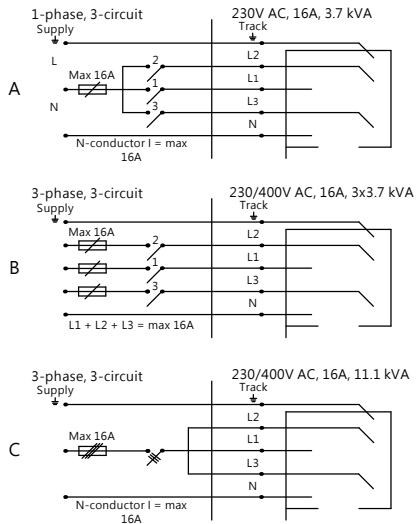 1-phase, 3-circuit
230V AC, 16A, 3.7 kVA
Supply
Track
L
L2
2
Max 16A
L1
1
A
L3
3
N
N
N-conductor I = max
16A
3-phase, 3-circuit
230/400V AC, 16A, 3x3.7 kVA
Supply
Track
Max 16A
L2
2
L1
1
B
L3
3
N
L1 + L2 + L3 = max 16A
3-phase, 3-circuit
230/400V AC, 16A, 11.1 kVA
Supply
Track
L2
Max 16A
L1
C
L3
N
N-conductor I = max
16A